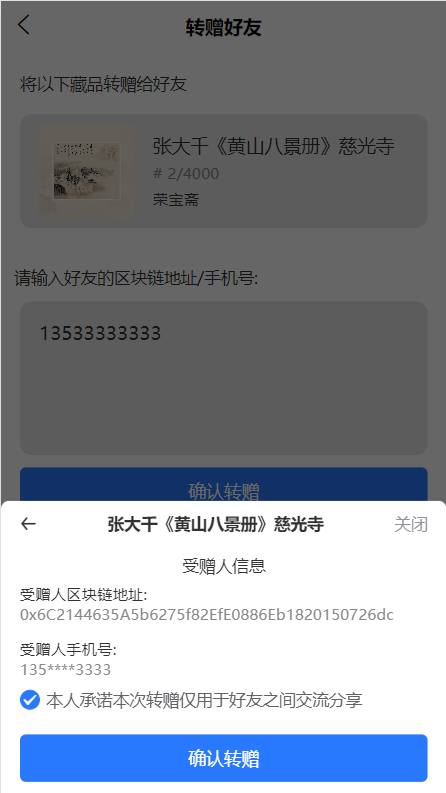 转赠好友
将以下藏品转赠给好友
张大千《黄山八景册》慈光寺
# 2/4000
荣宝斋
请输入好友的区块链地址/手机号:
13533333333
确认转赠
张大千《黄山八景册》慈光寺
关闭
受赠人信息
受赠人区块链地址:
0x6C2144635A5b6275f82EfE0886Eb1820150726dc
受赠人手机号:
135****3333
本人承诺本次转赠仅用于好友之间交流分享
确认转赠